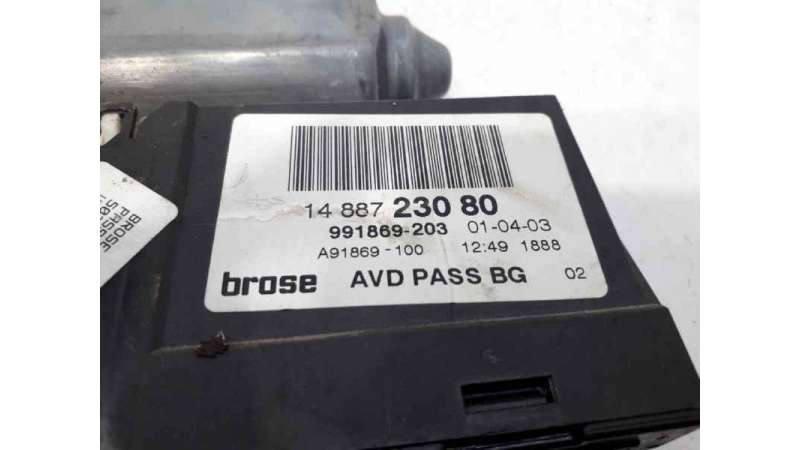 14 887 230 80
991869-203 01-04-03
A91869-100 12:49 1888
brose AVD PASS BG 02
BROSE